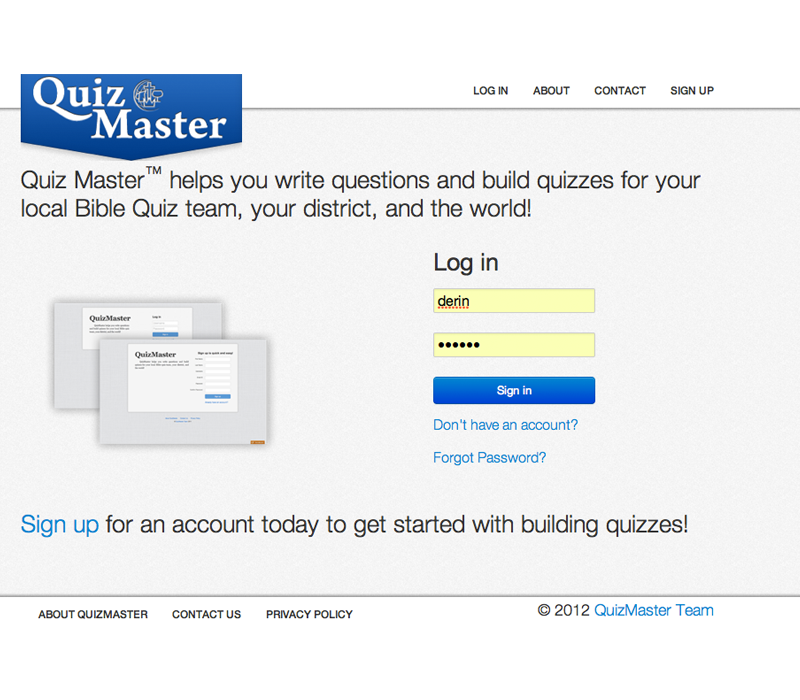 Quiz
Master
LOG IN ABOUT CONTACT SIGN UP
Quiz Master™ helps you write questions and build quizzes for your
local Bible Quiz team, your district, and the world!
Log in
derin
••••••
Sign in
Don't have an account?
Forgot Password?
QuizMaster
Log in
QuizMaster
Sign up is quick and easy!
Sign up for an account today to get started with building quizzes!
ABOUT QUIZMASTER CONTACT US PRIVACY POLICY
© 2012 QuizMaster Team